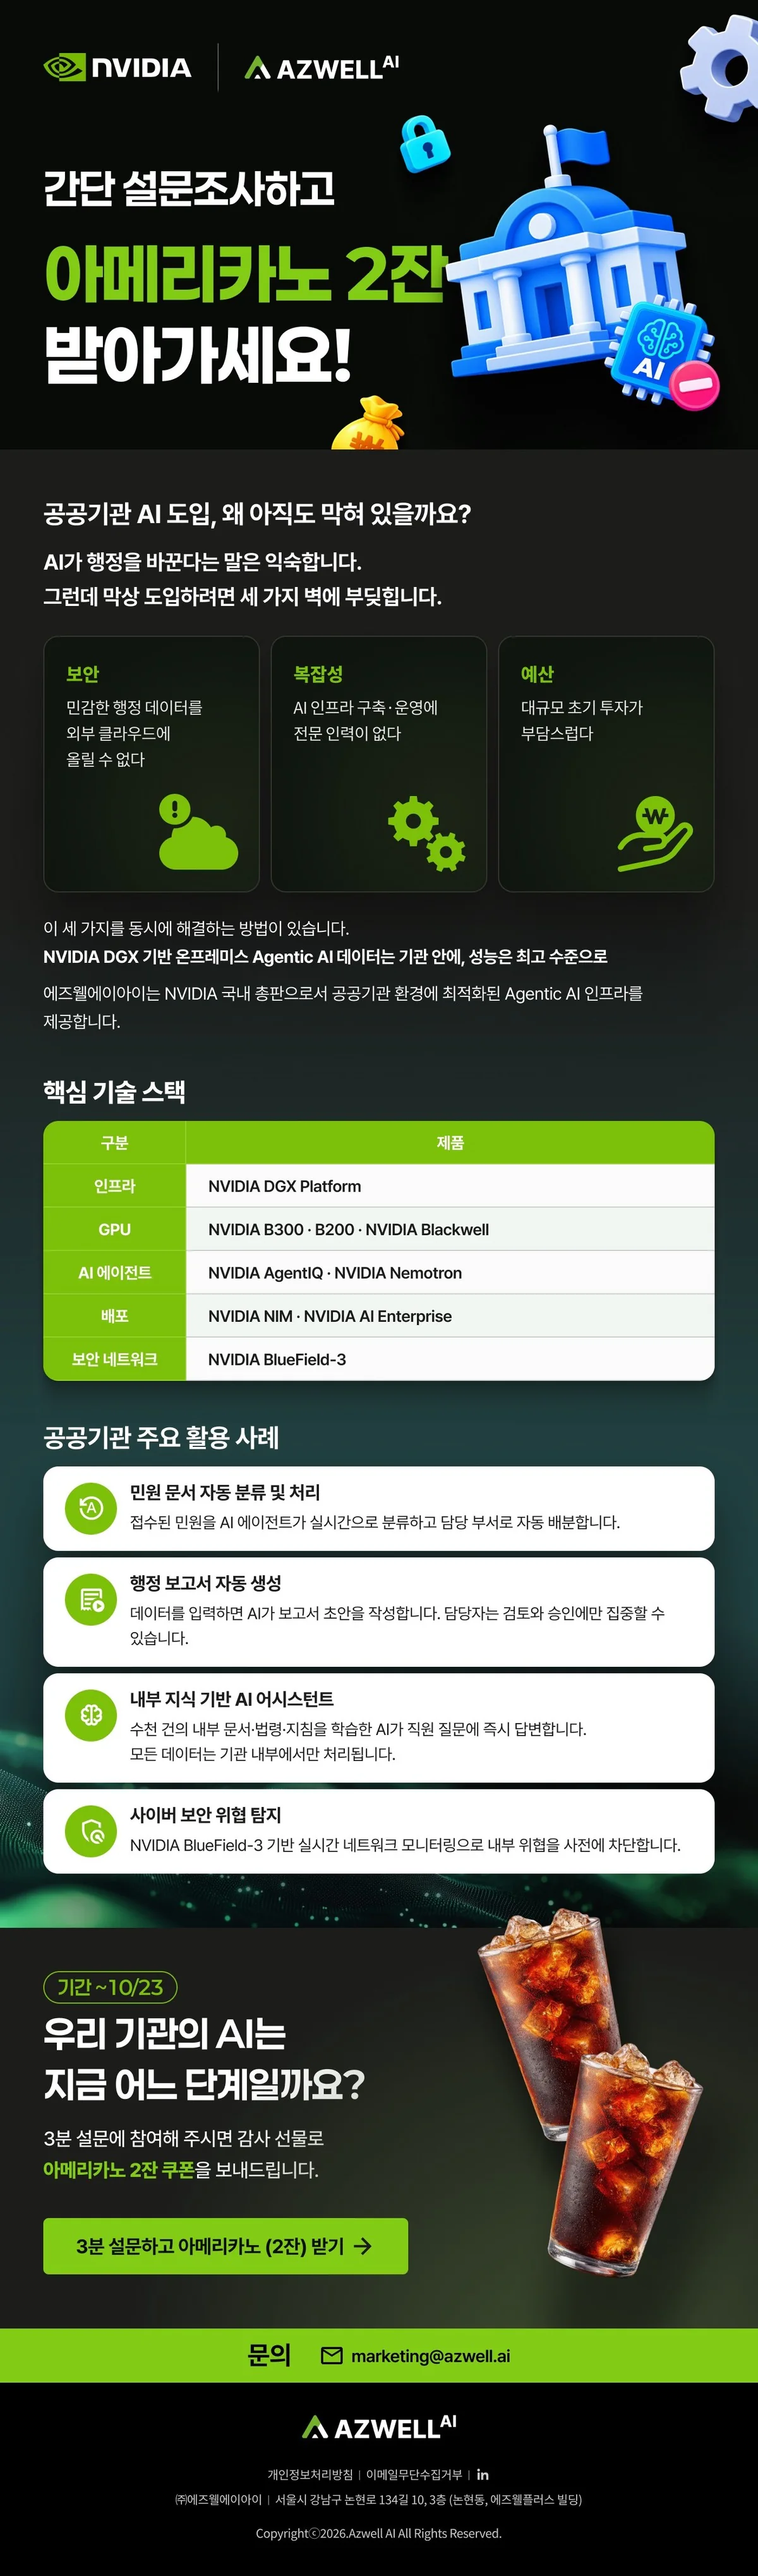 NVIDIA
AZWELL AI
간단 설문조사하고
아메리카노 2잔
받아가세요!
AI
공공기관 AI 도입, 왜 아직도 막혀 있을까요?
AI가 행정을 바꾼다는 말은 익숙합니다.
그런데 막상 도입하려면 세 가지 벽에 부딪힙니다.
보안
민감한 행정 데이터를
외부 클라우드에
올릴 수 없다
복잡성
AI 인프라 구축·운영에
전문 인력이 없다
예산
대규모 초기 투자가
부담스럽다
이 세 가지를 동시에 해결하는 방법이 있습니다.
NVIDIA DGX 기반 온프레미스 Agentic AI 데이터는 기관 안에, 성능은 최고 수준으로
에즈웰에이아이는 NVIDIA 국내 총판으로서 공공기관 환경에 최적화된 Agentic AI 인프라를
제공합니다.
핵심 기술 스택
구분 제품
인프라 NVIDIA DGX Platform
GPU NVIDIA B300 · B200 · NVIDIA Blackwell
AI 에이전트 NVIDIA AgentIQ · NVIDIA Nemotron
배포 NVIDIA NIM · NVIDIA AI Enterprise
보안 네트워크 NVIDIA BlueField-3
공공기관 주요 활용 사례
민원 문서 자동 분류 및 처리
접수된 민원을 AI 에이전트가 실시간으로 분류하고 담당 부서로 자동 배분합니다.
행정 보고서 자동 생성
데이터를 입력하면 AI가 보고서 초안을 작성합니다. 담당자는 검토와 승인에만 집중할 수
있습니다.
내부 지식 기반 AI 어시스턴트
수천 건의 내부 문서·법령·지침을 학습한 AI가 직원 질문에 즉시 답변합니다.
모든 데이터는 기관 내부에서만 처리됩니다.
사이버 보안 위협 탐지
NVIDIA BlueField-3 기반 실시간 네트워크 모니터링으로 내부 위협을 사전에 차단합니다.
기간 ~10/23
우리 기관의 AI는
지금 어느 단계일까요?
3분 설문에 참여해 주시면 감사 선물로
아메리카노 2잔 쿠폰을 보내드립니다.
3분 설문하고 아메리카노 (2잔) 받기 →
문의 marketing@azwell.ai
AZWELL AI
개인정보처리방침 | 이메일무단수집거부 | in
㈜에즈웰에이아이 | 서울시 강남구 논현로 134길 10, 3층 (논현동, 에즈웰플러스 빌딩)
Copyrightⓒ2026.Azwell AI All Rights Reserved.